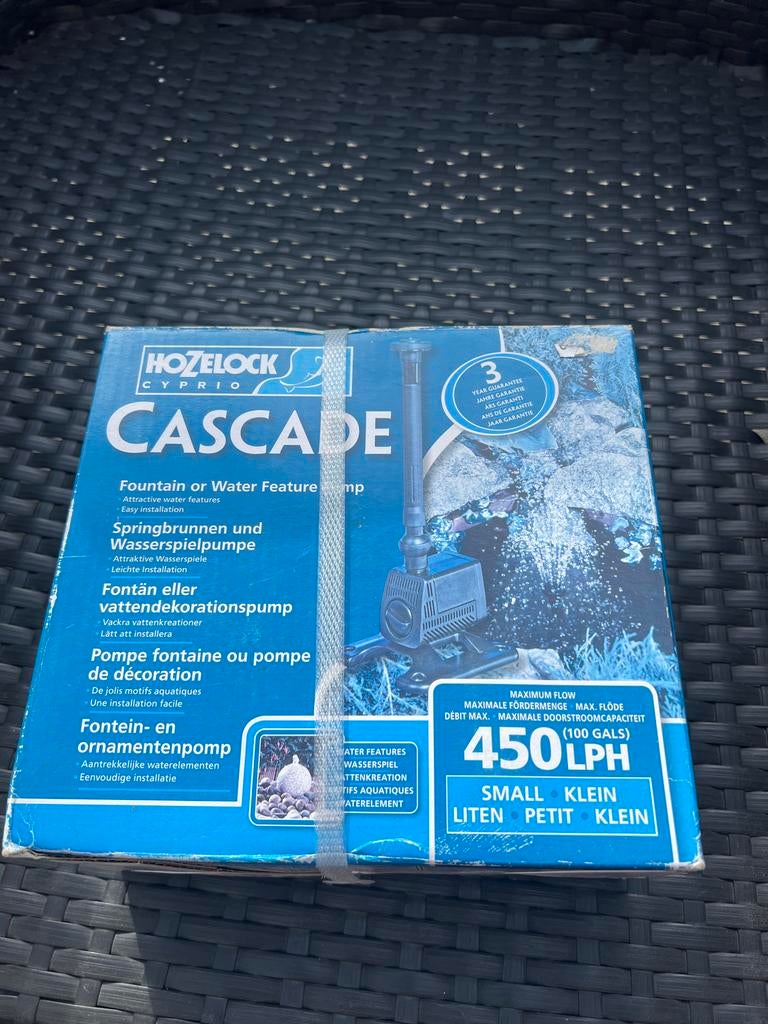 HOZELOCK
CYPRIO
CASCADE
3
YEAR GUARANTEE
JAHRE GARANTIE
ÅRS GARANTI
ANS DE GARANTIE
JAAR GARANTIE
Fountain or Water Feature
· Attractive water features
· Easy installation
Springbrunnen und
Wasserspielpumpe
· Attraktive Wasserspiele
· Leichte Installation
Fontän eller
vattendekorationspump
· Vackra vattenkreationer
· Lätt att installera
Pompe fontaine ou pompe
de décoration
· De jolis motifs aquatiques
· Une installation facile
Fontein- en
ornamentenpomp
· Aantrekkelijke waterelementen
· Eenvoudige installatie
ATER FEATURES
WASSERSPIEL
ATTENKREATION
TIFS AQUATIQUES
WATERELEMENT
MAXIMUM FLOW
MAXIMALE FÖRDERMENGE · MAX. FLÖDE
DÉBIT MAX. · MAXIMALE DOORSTROOMCAPACITEIT
450 LPH (100 GALS)
SMALL · KLEIN
LITEN · PETIT · KLEIN